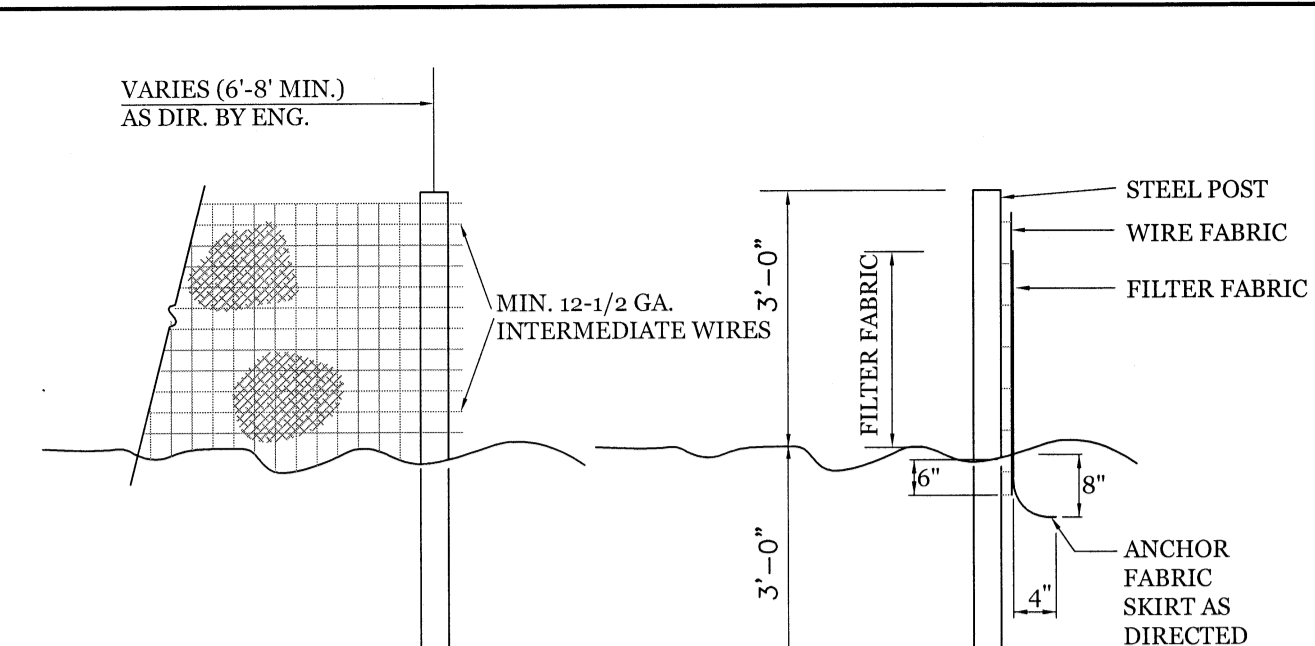 VARIES (6'-8' MIN.)
AS DIR. BY ENG.
MIN. 12-1/2 GA.
INTERMEDIATE WIRES
3'-0"
FILTER FABRIC
STEEL POST
WIRE FABRIC
FILTER FABRIC
6"
8"
3'-0"
4"
ANCHOR
FABRIC
SKIRT AS
DIRECTED